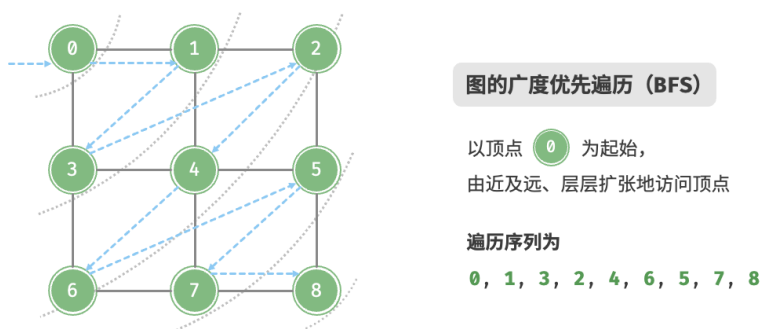 0 1 2
3 4 5
6 7 8
图的广度优先遍历（BFS）
以顶点 0 为起始，
由近及远、层层扩张地访问顶点
遍历序列为
0, 1, 3, 2, 4, 6, 5, 7, 8